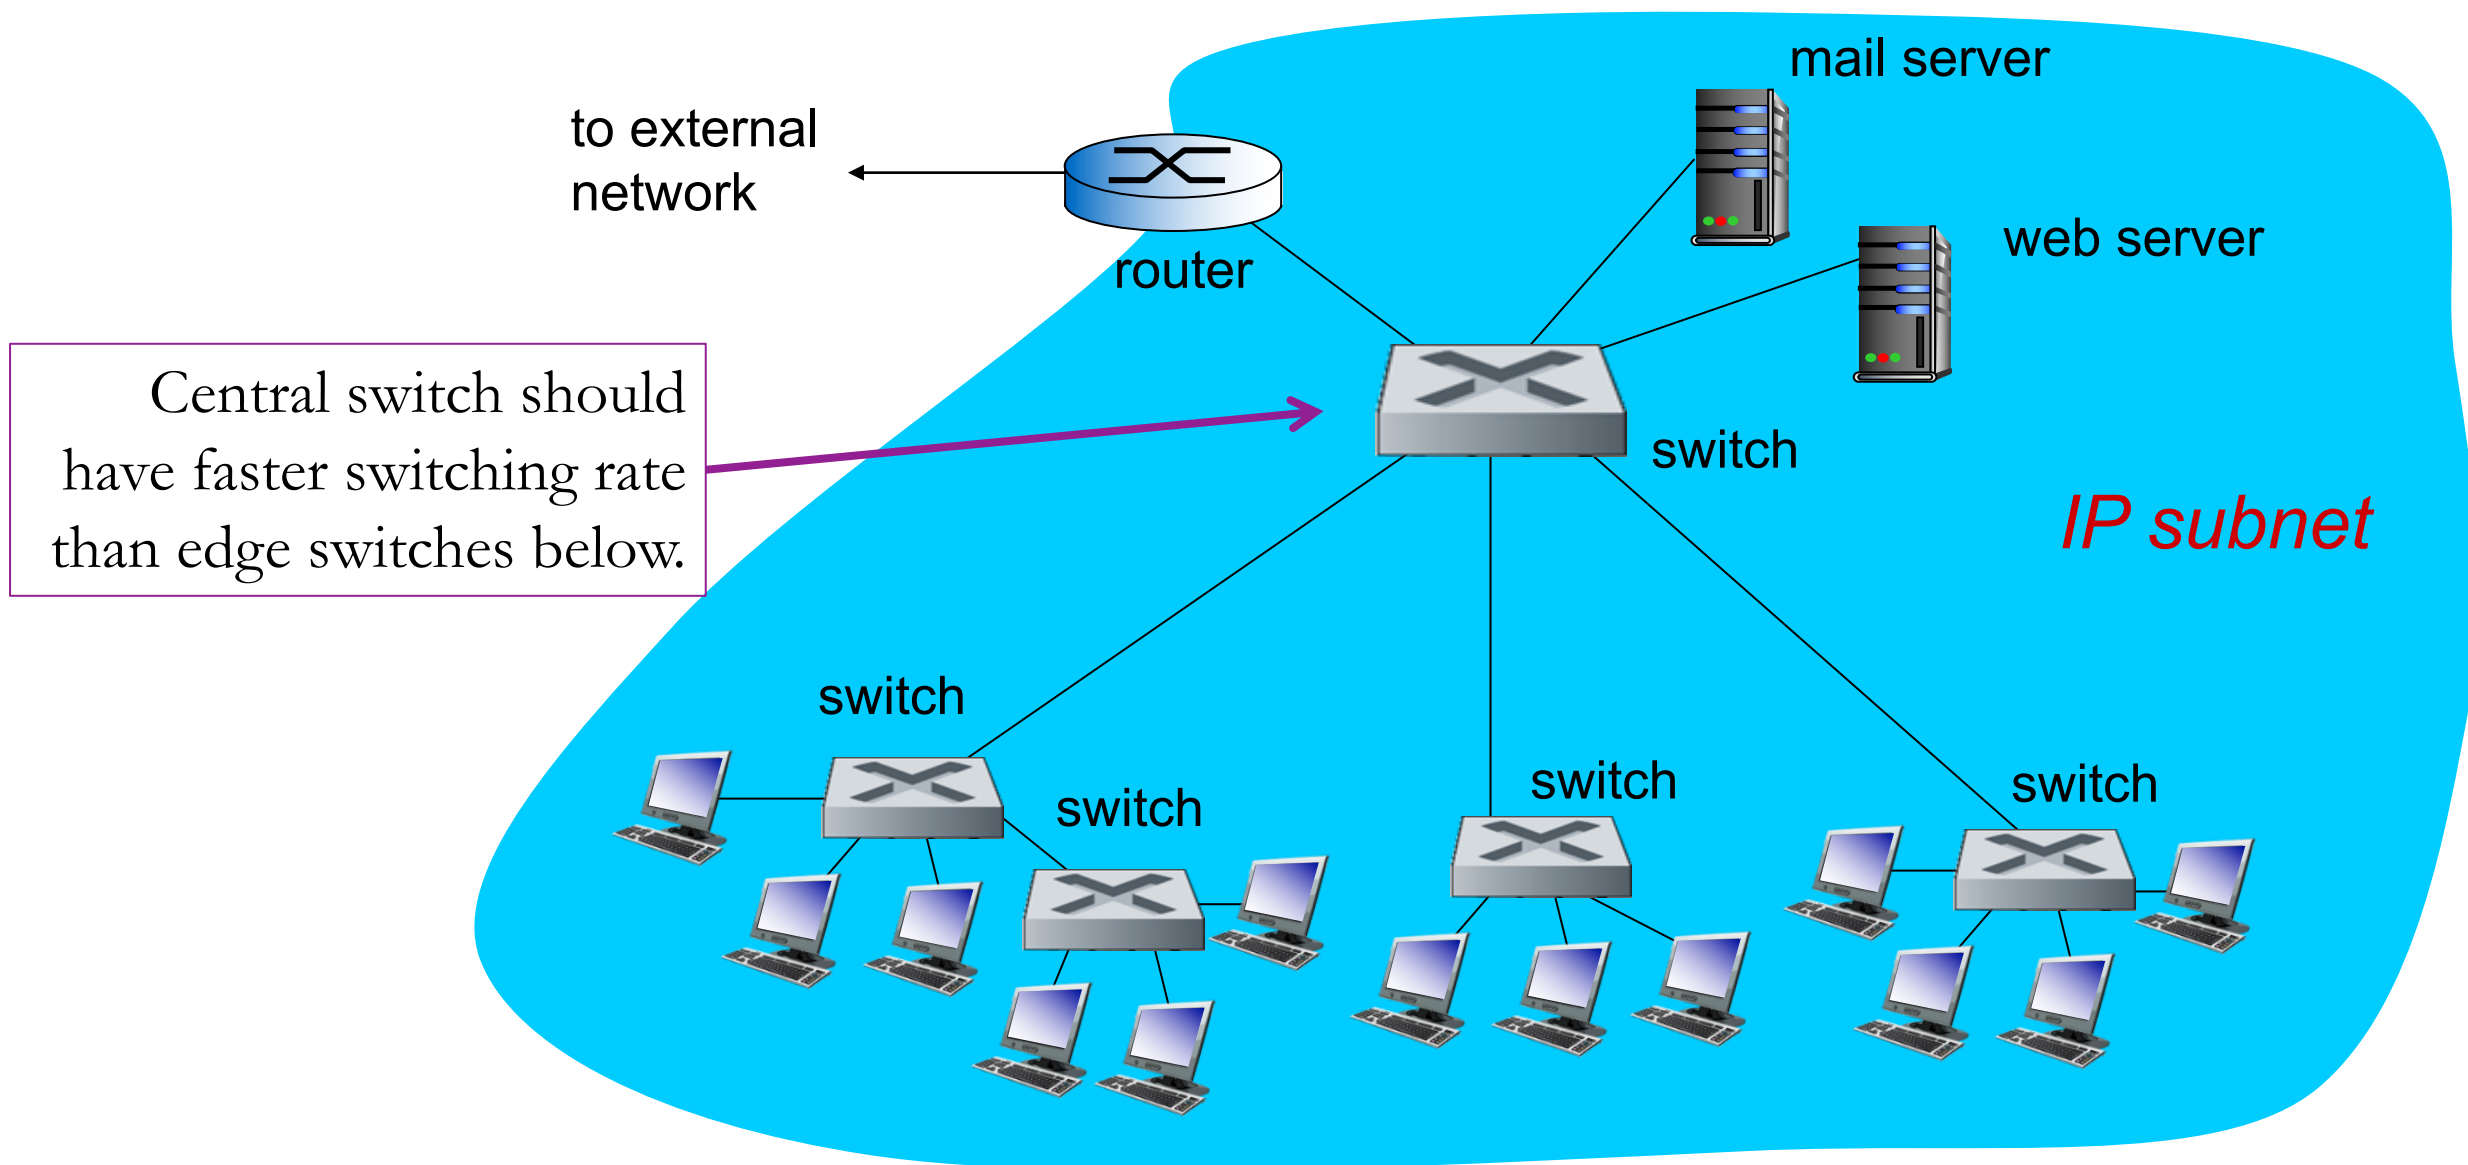 mail server
to external
network
web server
router
Central switch should
have faster switching rate
than edge switches below.
switch
IP subnet
switch
switch
switch
switch